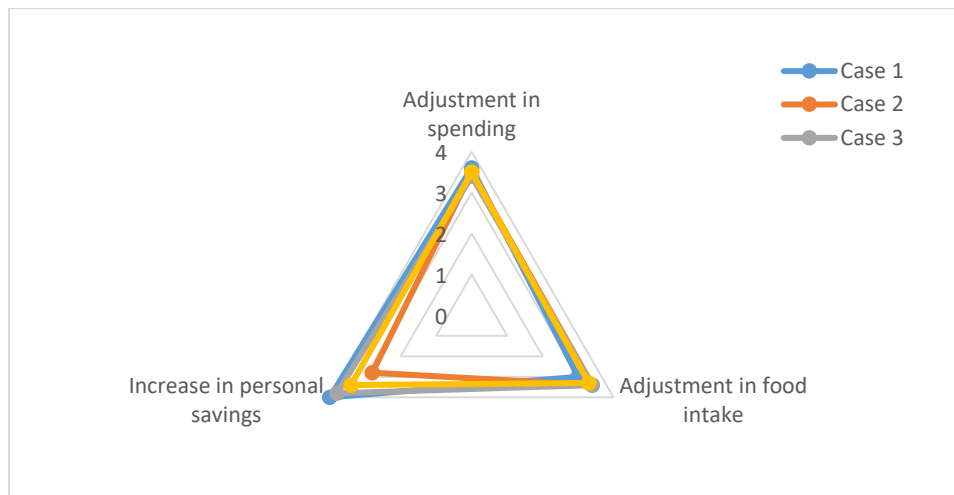 Case 1
Case 2
Case 3
Adjustment in
spending
4
3
2
1
0
Increase in personal
savings
Adjustment in food
intake